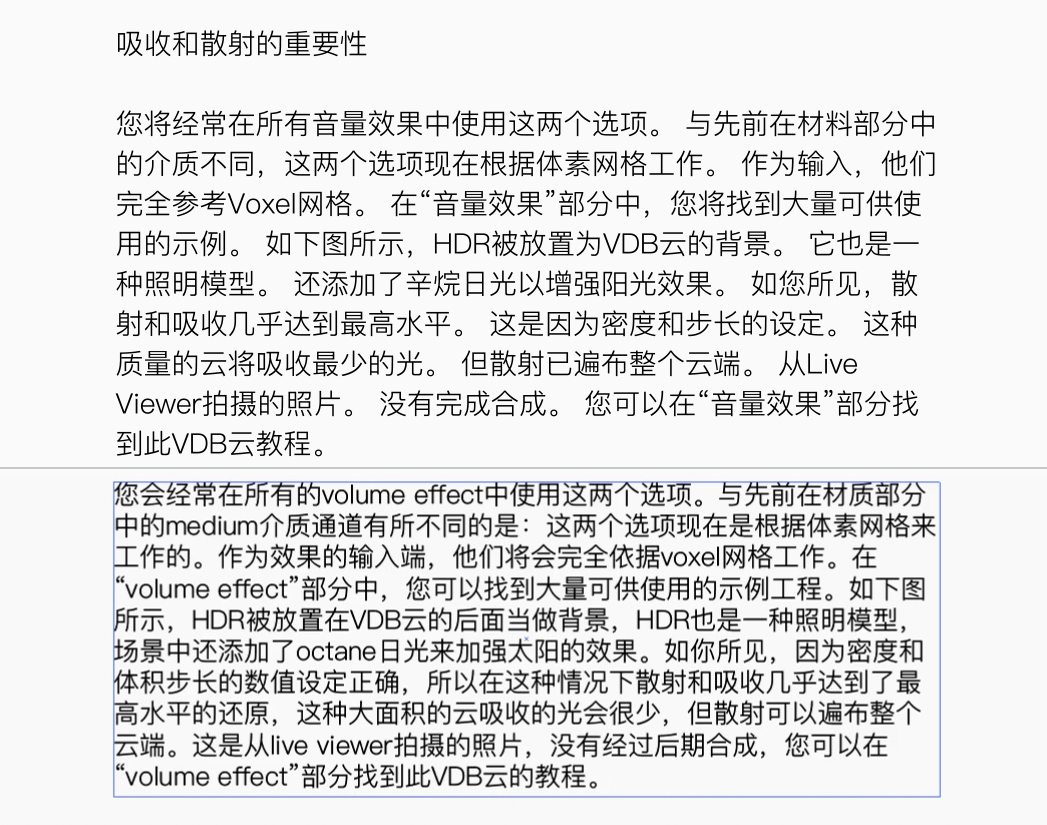 吸收和散射的重要性
您将经常在所有音量效果中使用这两个选项。 与先前在材料部分中
的介质不同，这两个选项现在根据体素网格工作。 作为输入，他们
完全参考Voxel网格。 在“音量效果”部分中，您将找到大量可供使
用的示例。 如下图所示，HDR被放置为VDB云的背景。 它也是一
种照明模型。 还添加了辛烷日光以增强阳光效果。 如您所见，散
射和吸收几乎达到最高水平。 这是因为密度和步长的设定。 这种
质量的云将吸收最少的光。 但散射已遍布整个云端。 从Live
Viewer拍摄的照片。 没有完成合成。 您可以在“音量效果”部分找
到此VDB云教程。
您会经常在所有的volume effect中使用这两个选项。与先前在材质部分
中的medium介质通道有所不同的是：这两个选项现在是根据体素网格来
工作的。作为效果的输入端，他们将会完全依据voxel网格工作。在
“volume effect”部分中，您可以找到大量可供使用的示例工程。如下图
所示，HDR被放置在VDB云的后面当做背景，HDR也是一种照明模型，
场景中还添加了octane日光来加强太阳的效果。如你所见，因为密度和
体积步长的数值设定正确，所以在这种情况下散射和吸收几乎达到了最
高水平的还原，这种大面积的云吸收的光会很少，但散射可以遍布整个
云端。这是从live viewer拍摄的照片，没有经过后期合成，您可以在
“volume effect”部分找到此VDB云的教程。